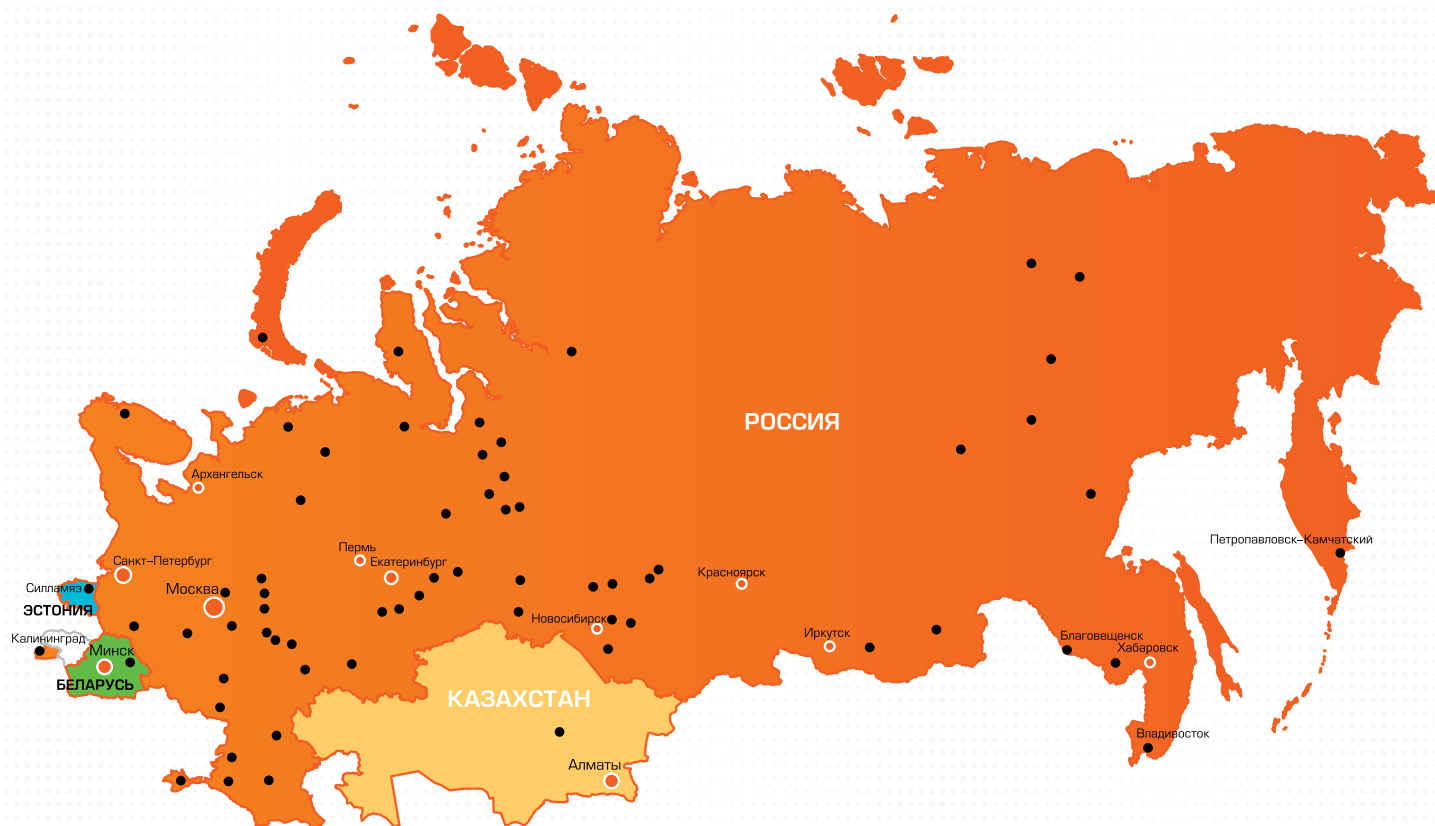 РОССИЯ
Архангельск
Петропавловск–Камчатский
Пермь
Санкт–Петербург
Екатеринбург
Красноярск
Силламяэ
Москва
ЭСТОНИЯ
Новосибирск
Калининград
Иркутск
Благовещенск
Минск
Хабаровск
БЕЛАРУСЬ
КАЗАХСТАН
Владивосток
Алматы